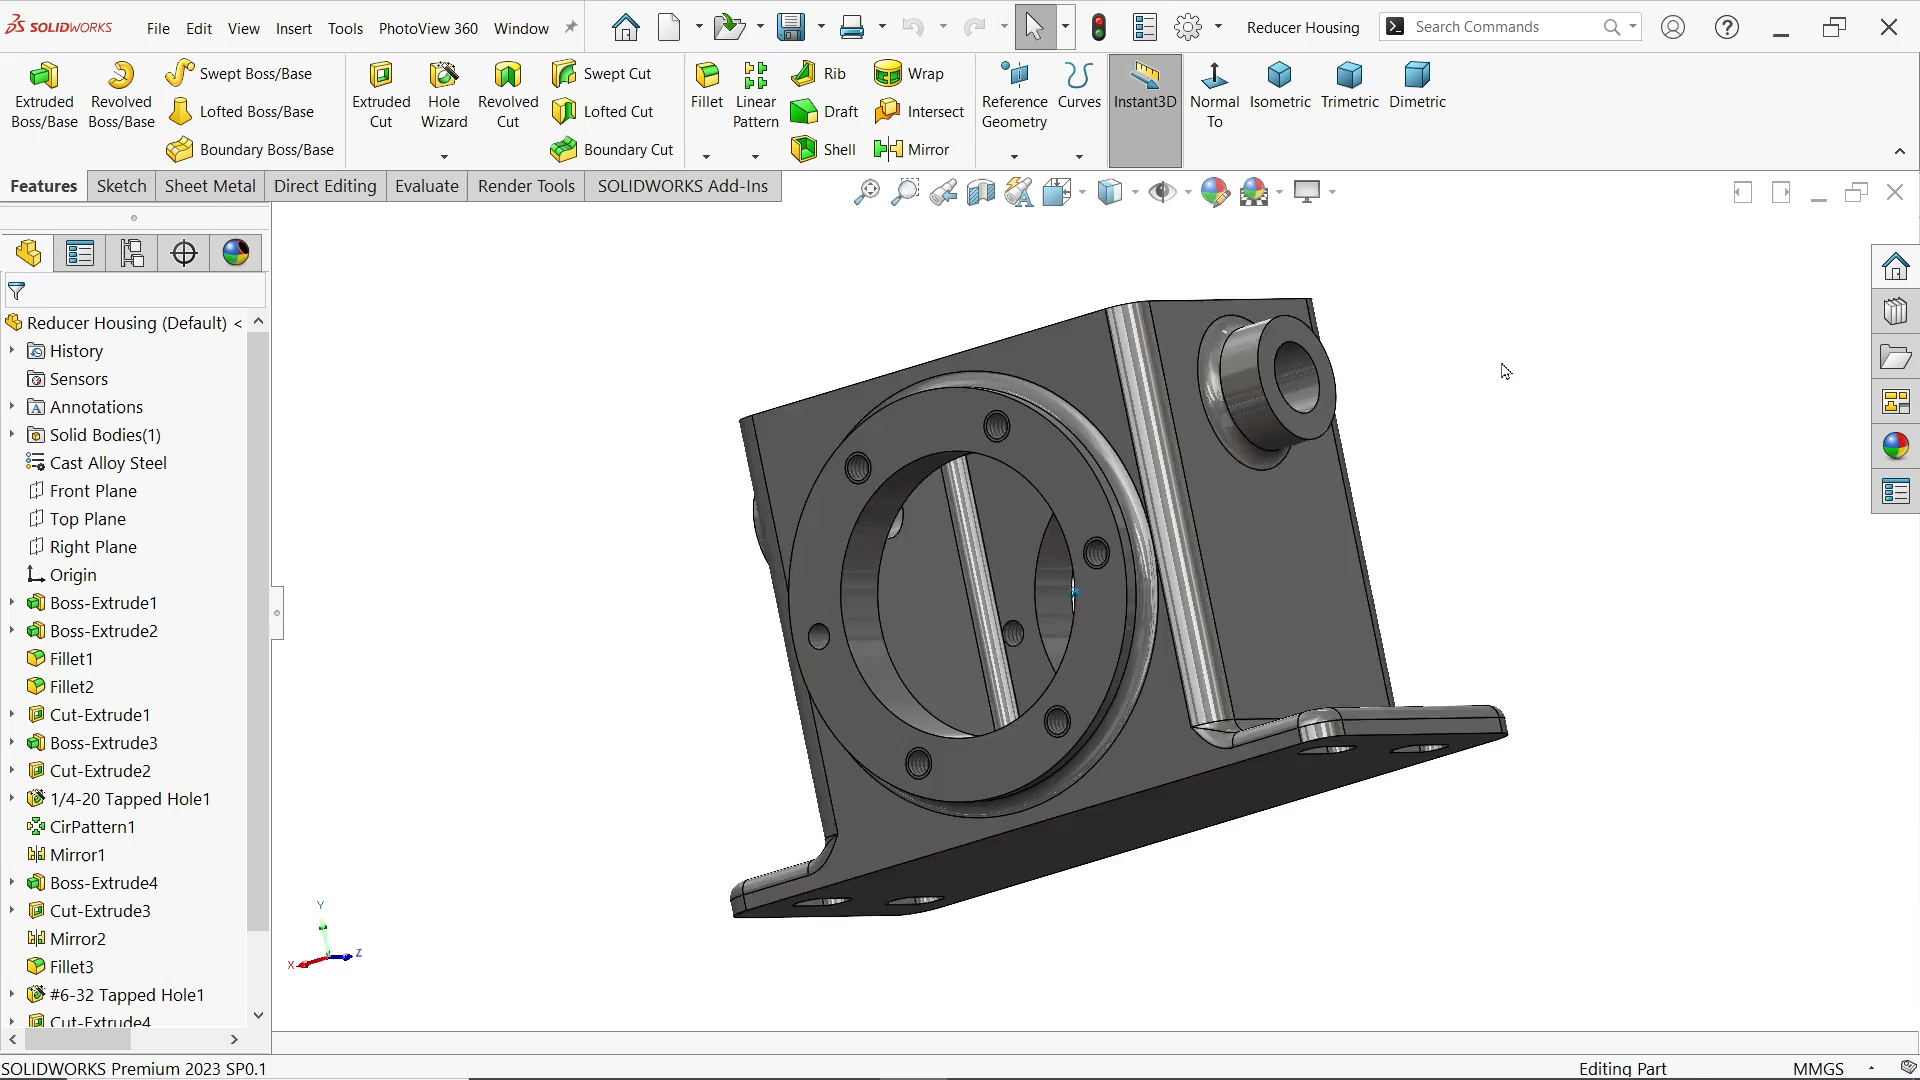 SOLIDWORKS File Edit View Insert Tools PhotoView 360 Window Reducer Housing Search Commands
Extruded Boss/Base
Revolved Boss/Base
Swept Boss/Base
Lofted Boss/Base
Boundary Boss/Base
Extruded Cut
Hole Wizard
Revolved Cut
Swept Cut
Lofted Cut
Boundary Cut
Fillet
Linear Pattern
Rib
Draft
Shell
Wrap
Intersect
Mirror
Reference Geometry
Curves
Instant3D
Normal To
Isometric
Trimetric
Dimetric
Features Sketch Sheet Metal Direct Editing Evaluate Render Tools SOLIDWORKS Add-Ins
Reducer Housing (Default) <
History
Sensors
Annotations
Solid Bodies(1)
Cast Alloy Steel
Front Plane
Top Plane
Right Plane
Origin
Boss-Extrude1
Boss-Extrude2
Fillet1
Fillet2
Cut-Extrude1
Boss-Extrude3
Cut-Extrude2
1/4-20 Tapped Hole1
CirPattern1
Mirror1
Boss-Extrude4
Cut-Extrude3
Mirror2
Fillet3
#6-32 Tapped Hole1
Cut-Extrude4
Y
X
Z
SOLIDWORKS Premium 2023 SP0.1 Editing Part MMGS